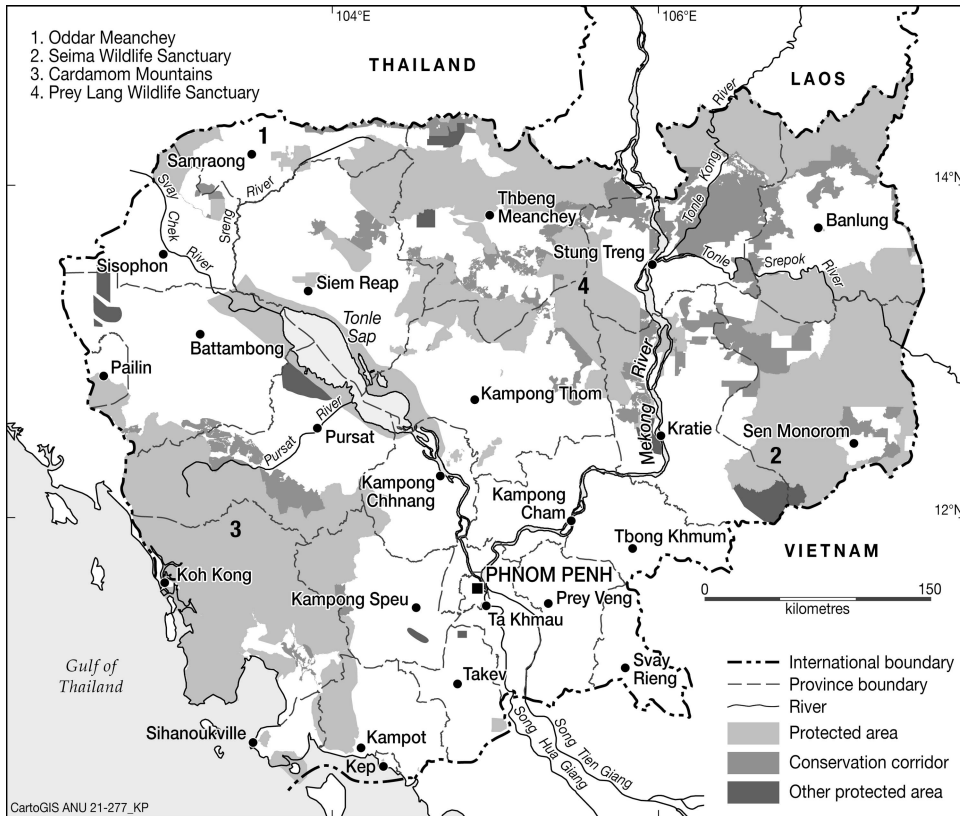 104°E
106°E
1. Oddar Meanchey
2. Seima Wildlife Sanctuary
3. Cardamom Mountains
4. Prey Lang Wildlife Sanctuary
THAILAND
LAOS
River
1
Samraong
Svay
Chek
River
Sreng
River
Tonle
Kong
14°N
Thbeng
Meanchey
Banlung
Sisophon
Stung Treng
Tonle
Srepok
River
Siem Reap
4
Tonle
Sap
Battambong
Pailin
Mekong
River
Kampong Thom
Pursat
River
Pursat
Kratie
Sen Monorom
2
Kampong
Chhnang
Kampong
Cham
12°N
3
Tbong Khmum
VIETNAM
Koh Kong
PHNOM PENH
Kampong Speu
Prey Veng
Ta Khmau
0
150
kilometres
Gulf of
Thailand
Takev
Svay
Rieng
International boundary
Province boundary
River
Protected area
Conservation corridor
Other protected area
Sihanoukville
Kampot
Kep
Song Hua Giang
Song Tien Giang
CartoGIS ANU 21-277_KP